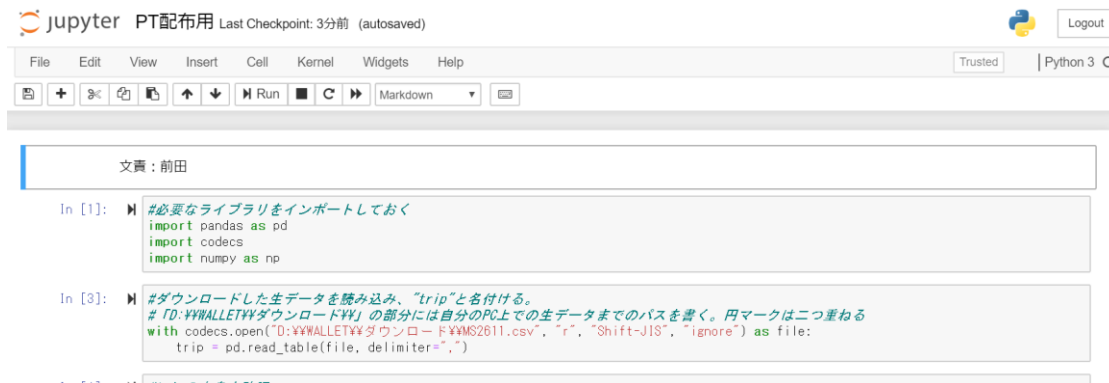 jupyter PT配布用 Last Checkpoint: 3分前 (autosaved)
Logout
File Edit View Insert Cell Kernel Widgets Help
Trusted
Python 3
Run
Markdown
文責：前田
In [1]:
#必要なライブラリをインポートしておく
import pandas as pd
import codecs
import numpy as np
In [3]:
#ダウンロードした生データを読み込み、"trip"と名付ける。
#「D:¥¥WALLET¥¥ダウンロード¥¥」の部分には自分のPC上での生データまでのパスを書く。円マークは二つ重ねる
with codecs.open("D:¥¥WALLET¥¥ダウンロード¥¥MS2611.csv", "r", "Shift-JIS", "ignore") as file:
    trip = pd.read_table(file, delimiter=",")